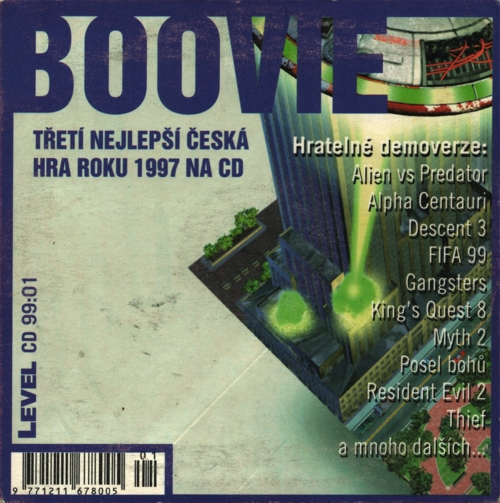 BOOVIE
TŘETÍ NEJLEPŠÍ ČESKÁ
HRA ROKU 1997 NA CD
Hratelné demoverze:
Alien vs Predator
Alpha Centauri
Descent 3
FIFA 99
Gangsters
King's Quest 8
Myth 2
Posel bohů
Resident Evil 2
Thief
a mnoho dalších...
LEVEL CD 99:01
01
9 771211 678005